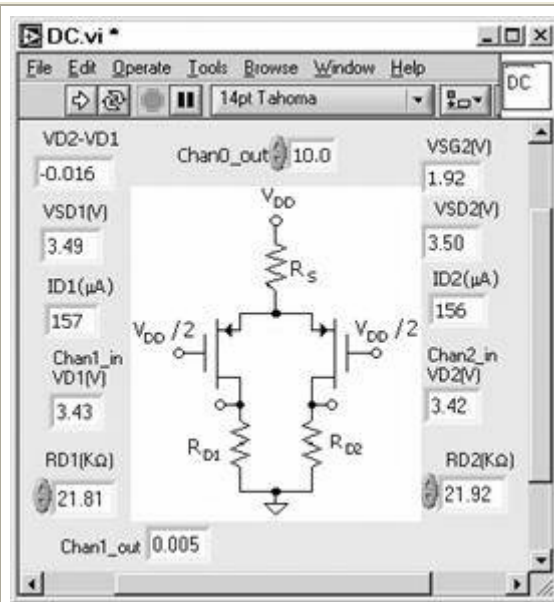 DC.vi *
File Edit Operate Tools Browse Window Help
14pt Tahoma
DC
VD2-VD1
-0.016
Chan0_out 10.0
VSG2(V)
1.92
VSD1(V)
3.49
VSD2(V)
3.50
ID1(μA)
157
ID2(μA)
156
Chan1_in
VD1(V)
3.43
Chan2_in
VD2(V)
3.42
RD1(KΩ)
21.81
RD2(KΩ)
21.92
Chan1_out 0.005
VDD
RS
VDD /2
VDD /2
RD1
RD2